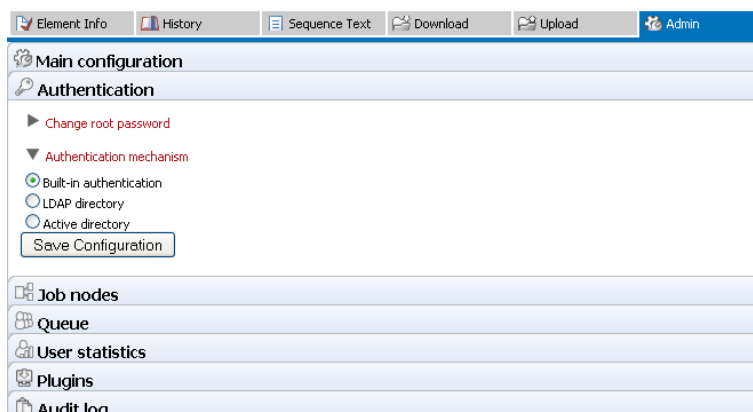 Element Info History Sequence Text Download Upload Admin
Main configuration
Authentication
Change root password
Authentication mechanism
Built-in authentication
LDAP directory
Active directory
Save Configuration
Job nodes
Queue
User statistics
Plugins
Audit log